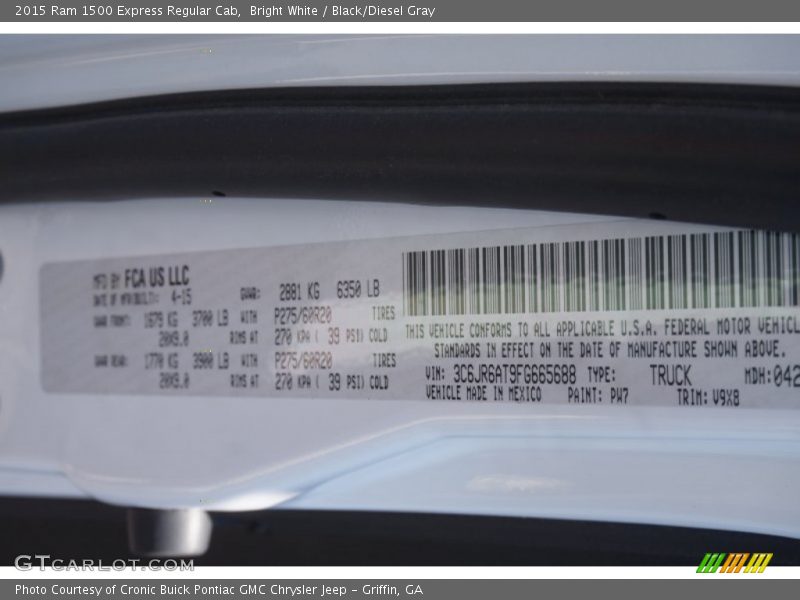 2015 Ram 1500 Express Regular Cab,  Bright White / Black/Diesel Gray
MFD BY FCA US LLC
DATE OF MFR(BUILT): 4-15 GVWR: 2881 KG 6350 LB
GAWR FRONT: 1679 KG 3700 LB WITH P275/60R20 TIRES
20X9.0 RIMS AT 270 KPA ( 39 PSI) COLD
GAWR REAR: 1770 KG 3900 LB WITH P275/60R20 TIRES
20X9.0 RIMS AT 270 KPA ( 39 PSI) COLD
THIS VEHICLE CONFORMS TO ALL APPLICABLE U.S.A. FEDERAL MOTOR VEHICL
STANDARDS IN EFFECT ON THE DATE OF MANUFACTURE SHOWN ABOVE.
VIN: 3C6JR6AT9FG665688 TYPE: TRUCK MDH:042
VEHICLE MADE IN MEXICO PAINT: PW7 TRIM: V9X8
GTCARLOT.COM
Photo Courtesy of Cronic Buick Pontiac GMC Chrysler Jeep - Griffin, GA